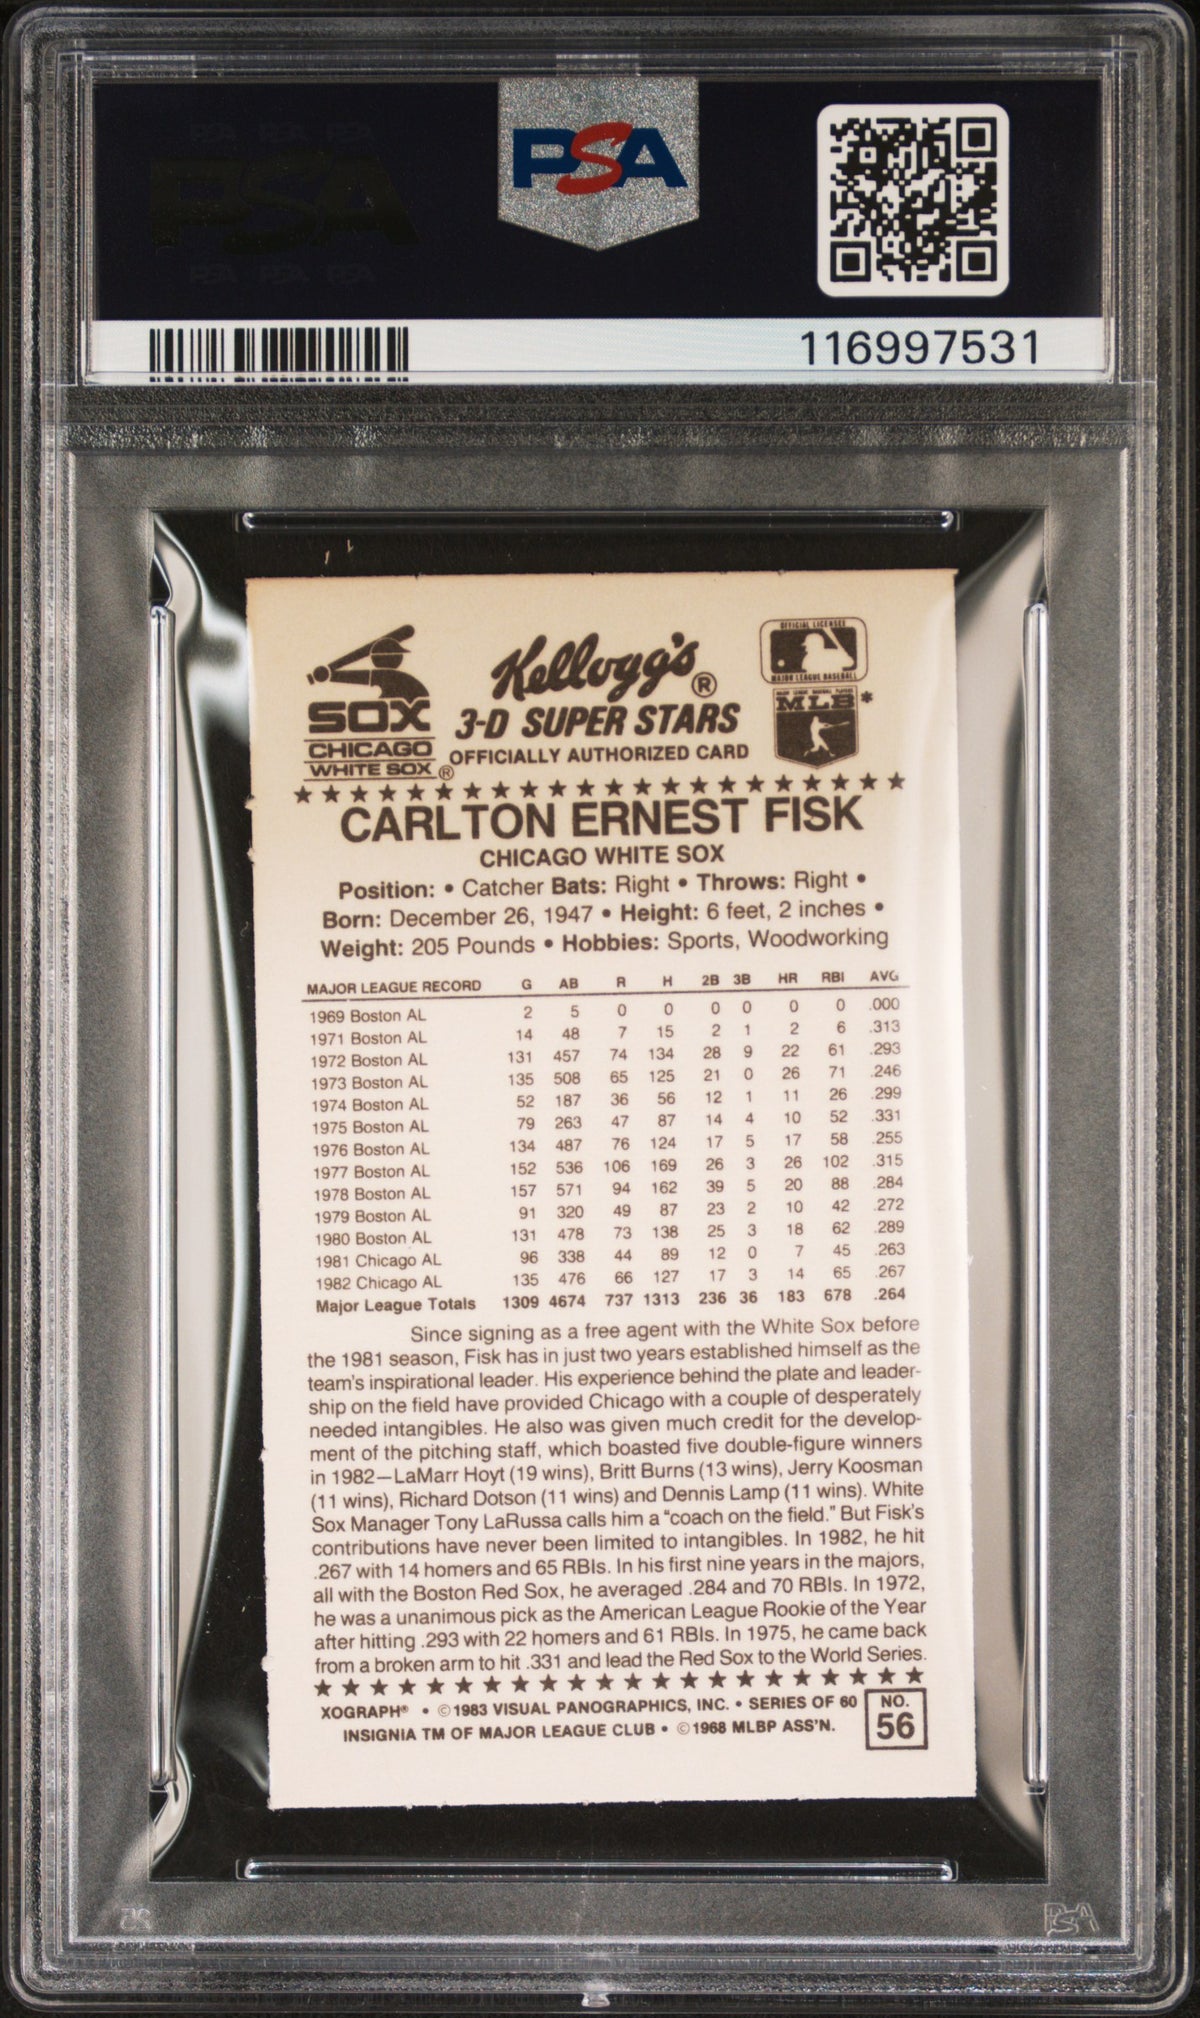 PSA
116997531
SOX
CHICAGO
WHITE SOX ®
Kellogg's ®
3-D SUPER STARS
OFFICIALLY AUTHORIZED CARD
OFFICIAL LICENSEE
MAJOR LEAGUE BASEBALL
MAJOR LEAGUE BASEBALL PLAYERS
MLB *
★ ★ ★ ★ ★ ★ ★ ★ ★ ★ ★ ★ ★ ★ ★ ★ ★ ★ ★ ★ ★ ★
CARLTON ERNEST FISK
CHICAGO WHITE SOX
Position: • Catcher Bats: Right • Throws: Right •
Born: December 26, 1947 • Height: 6 feet, 2 inches •
Weight: 205 Pounds • Hobbies: Sports, Woodworking
MAJOR LEAGUE RECORD G AB R H 2B 3B HR RBI AVG
1969 Boston AL 2 5 0 0 0 0 0 0 .000
1971 Boston AL 14 48 7 15 2 1 2 6 .313
1972 Boston AL 131 457 74 134 28 9 22 61 .293
1973 Boston AL 135 508 65 125 21 0 26 71 .246
1974 Boston AL 52 187 36 56 12 1 11 26 .299
1975 Boston AL 79 263 47 87 14 4 10 52 .331
1976 Boston AL 134 487 76 124 17 5 17 58 .255
1977 Boston AL 152 536 106 169 26 3 26 102 .315
1978 Boston AL 157 571 94 162 39 5 20 88 .284
1979 Boston AL 91 320 49 87 23 2 10 42 .272
1980 Boston AL 131 478 73 138 25 3 18 62 .289
1981 Chicago AL 96 338 44 89 12 0 7 45 .263
1982 Chicago AL 135 476 66 127 17 3 14 65 .267
Major League Totals 1309 4674 737 1313 236 36 183 678 .264
Since signing as a free agent with the White Sox before
the 1981 season, Fisk has in just two years established himself as the
team's inspirational leader. His experience behind the plate and leader-
ship on the field have provided Chicago with a couple of desperately
needed intangibles. He also was given much credit for the develop-
ment of the pitching staff, which boasted five double-figure winners
in 1982—LaMarr Hoyt (19 wins), Britt Burns (13 wins), Jerry Koosman
(11 wins), Richard Dotson (11 wins) and Dennis Lamp (11 wins). White
Sox Manager Tony LaRussa calls him a "coach on the field." But Fisk's
contributions have never been limited to intangibles. In 1982, he hit
.267 with 14 homers and 65 RBIs. In his first nine years in the majors,
all with the Boston Red Sox, he averaged .284 and 70 RBIs. In 1972,
he was a unanimous pick as the American League Rookie of the Year
after hitting .293 with 22 homers and 61 RBIs. In 1975, he came back
from a broken arm to hit .331 and lead the Red Sox to the World Series.
★ ★ ★ ★ ★ ★ ★ ★ ★ ★ ★ ★ ★ ★ ★ ★ ★ ★ ★ ★ ★ ★
XOGRAPH® • ©1983 VISUAL PANOGRAPHICS, INC. • SERIES OF 60
INSIGNIA TM OF MAJOR LEAGUE CLUB • ©1968 MLBP ASS'N.
NO.
56
PSA